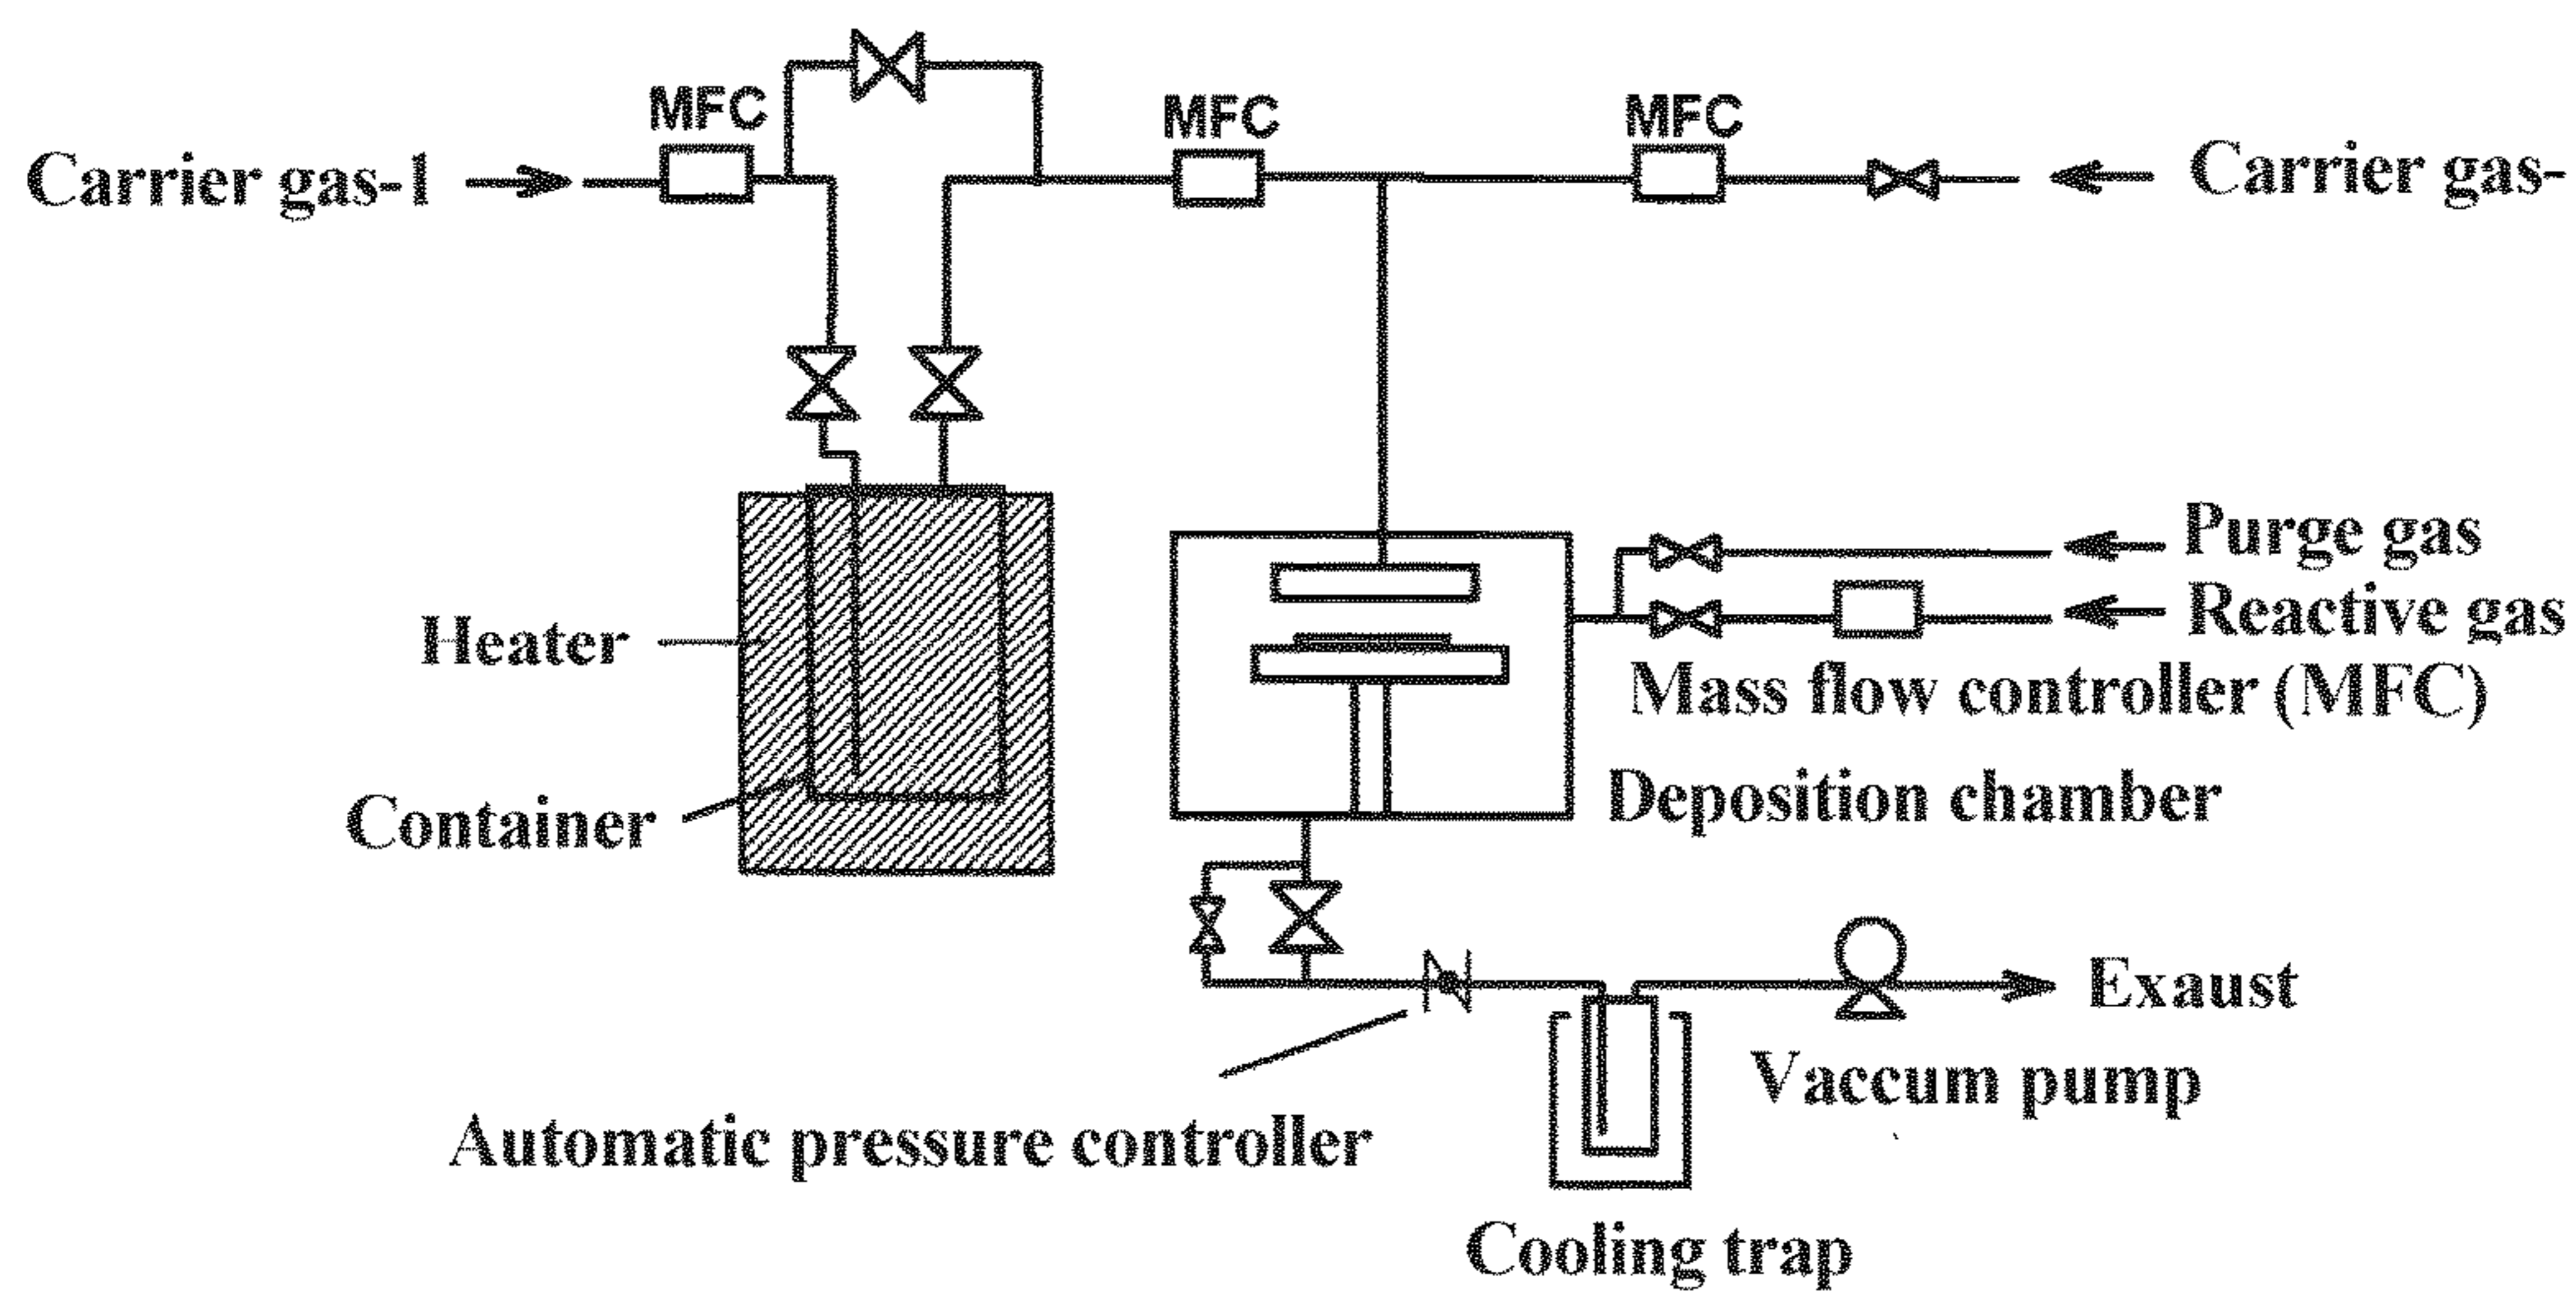 MFC
MFC
MFC
Carrier gas-1
Carrier gas-
Purge gas
Reactive gas
Heater
Mass flow controller (MFC)
Container
Deposition chamber
Exaust
Vaccum pump
Automatic pressure controller
Cooling trap